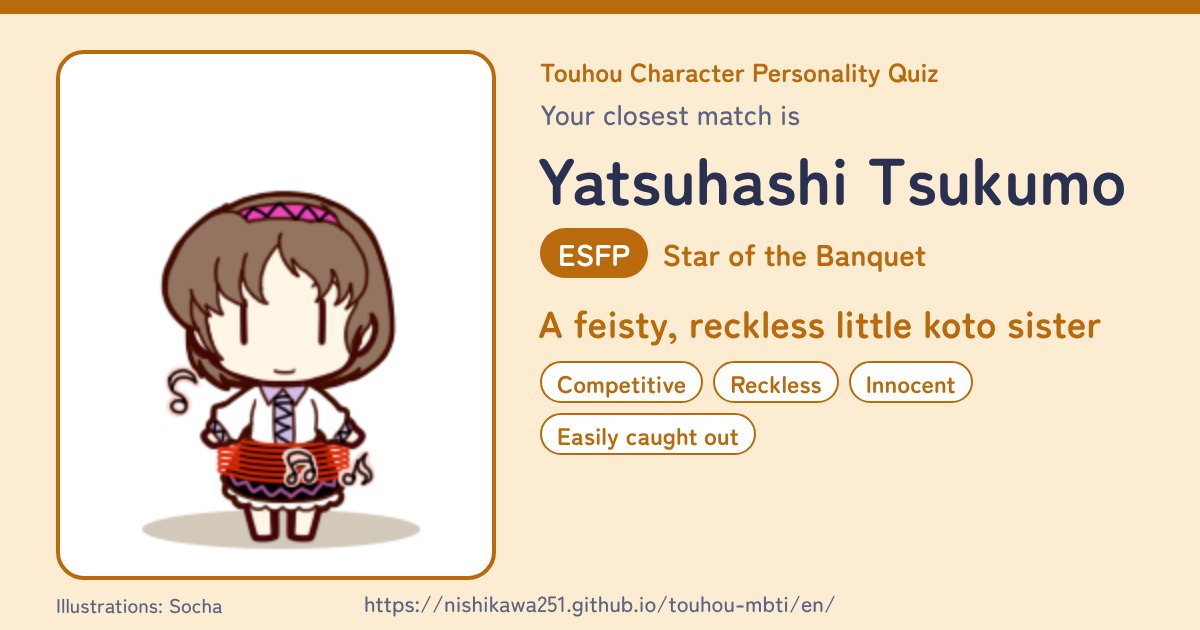 Touhou Character Personality Quiz
Your closest match is
Yatsuhashi Tsukumo
ESFP Star of the Banquet
A feisty, reckless little koto sister
Competitive Reckless Innocent
Easily caught out
Illustrations: Socha https://nishikawa251.github.io/touhou-mbti/en/